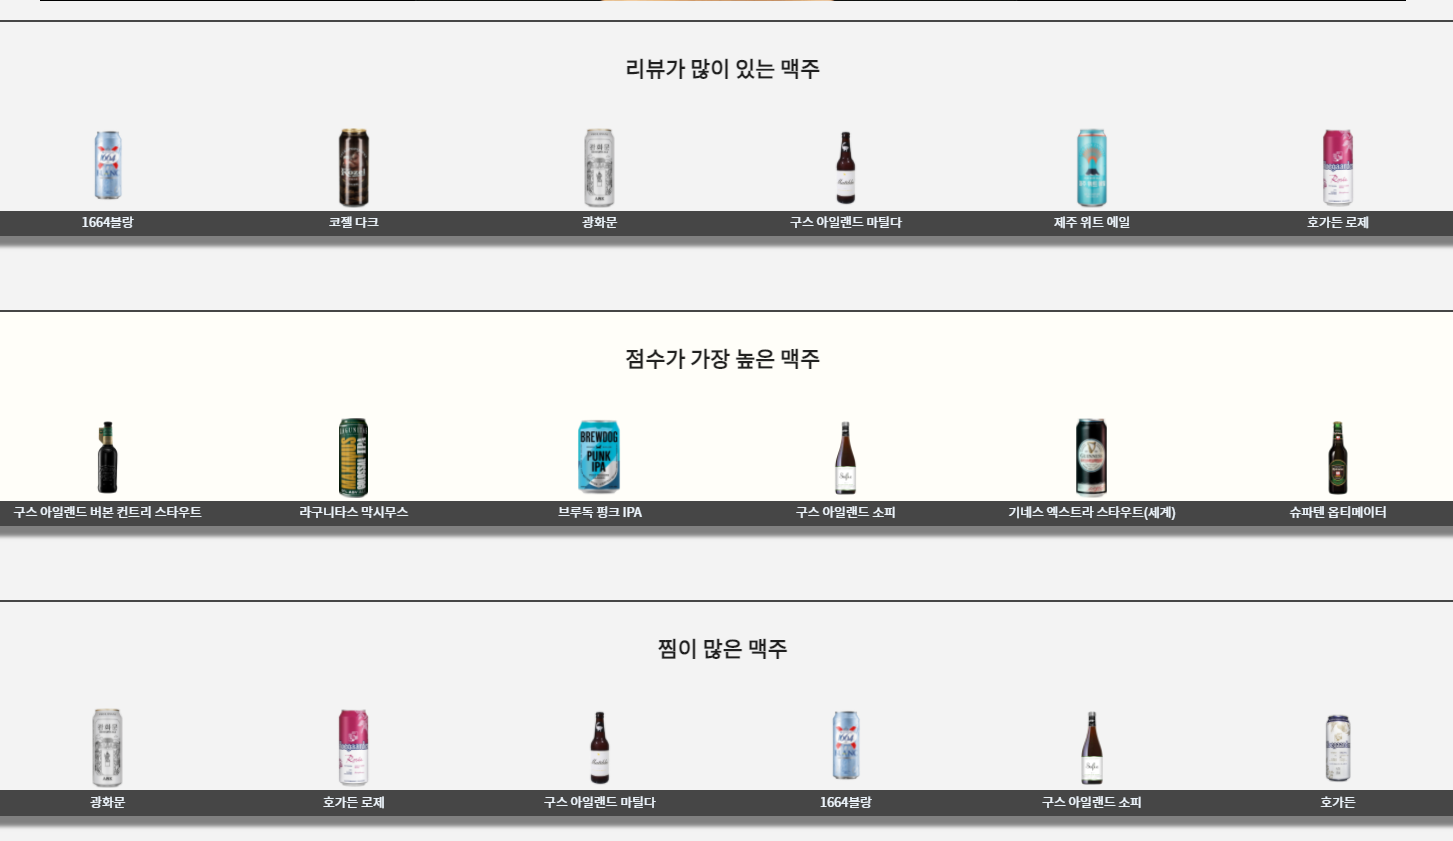 리뷰가 많이 있는 맥주
1664블랑
코젤 다크
광화문
구스 아일랜드 마틸다
제주 위트 에일
호가든 로제
점수가 가장 높은 맥주
BREWDOG
PUNK
IPA
구스 아일랜드 버본 컨트리 스타우트
라구니타스 막시무스
브루독 펑크 IPA
구스 아일랜드 소피
기네스 엑스트라 스타우트(세계)
슈파텐 옵티메이터
찜이 많은 맥주
광화문
호가든 로제
구스 아일랜드 마틸다
1664블랑
구스 아일랜드 소피
호가든